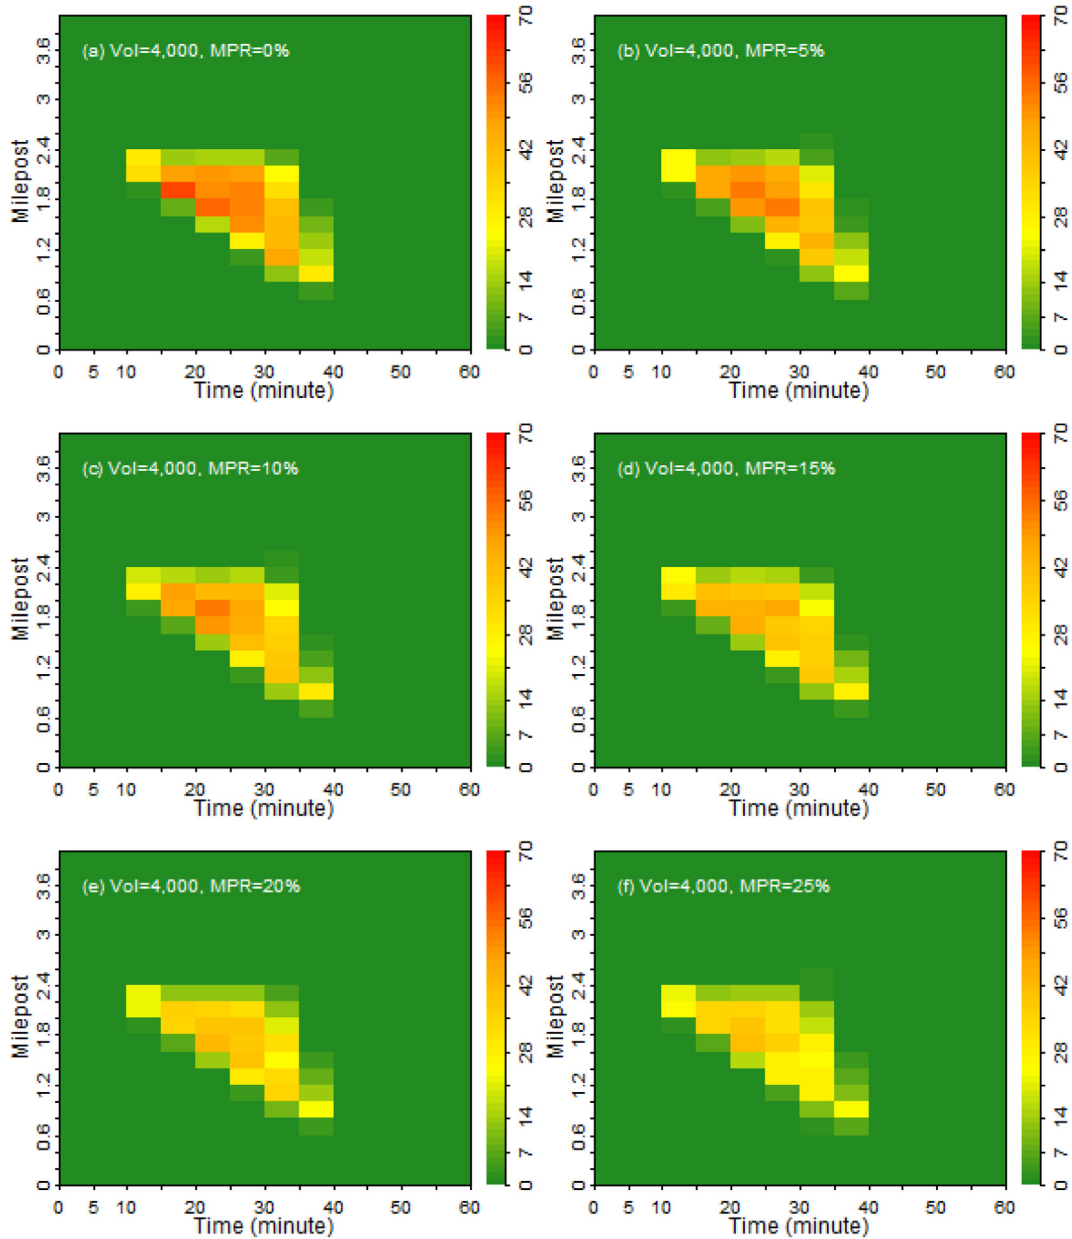 (a) Vol=4,000, MPR=0%
Milepost
0 0.6 1.2 1.8 2.4 3 3.6
0 5 10 20 30 40 50 60
Time (minute)
0 7 14 28 42 56 70
(b) Vol=4,000, MPR=5%
Milepost
0 0.6 1.2 1.8 2.4 3 3.6
0 5 10 20 30 40 50 60
Time (minute)
0 7 14 28 42 56 70
(c) Vol=4,000, MPR=10%
Milepost
0 0.6 1.2 1.8 2.4 3 3.6
0 5 10 20 30 40 50 60
Time (minute)
0 7 14 28 42 56 70
(d) Vol=4,000, MPR=15%
Milepost
0 0.6 1.2 1.8 2.4 3 3.6
0 5 10 20 30 40 50 60
Time (minute)
0 7 14 28 42 56 70
(e) Vol=4,000, MPR=20%
Milepost
0 0.6 1.2 1.8 2.4 3 3.6
0 5 10 20 30 40 50 60
Time (minute)
0 7 14 28 42 56 70
(f) Vol=4,000, MPR=25%
Milepost
0 0.6 1.2 1.8 2.4 3 3.6
0 5 10 20 30 40 50 60
Time (minute)
0 7 14 28 42 56 70